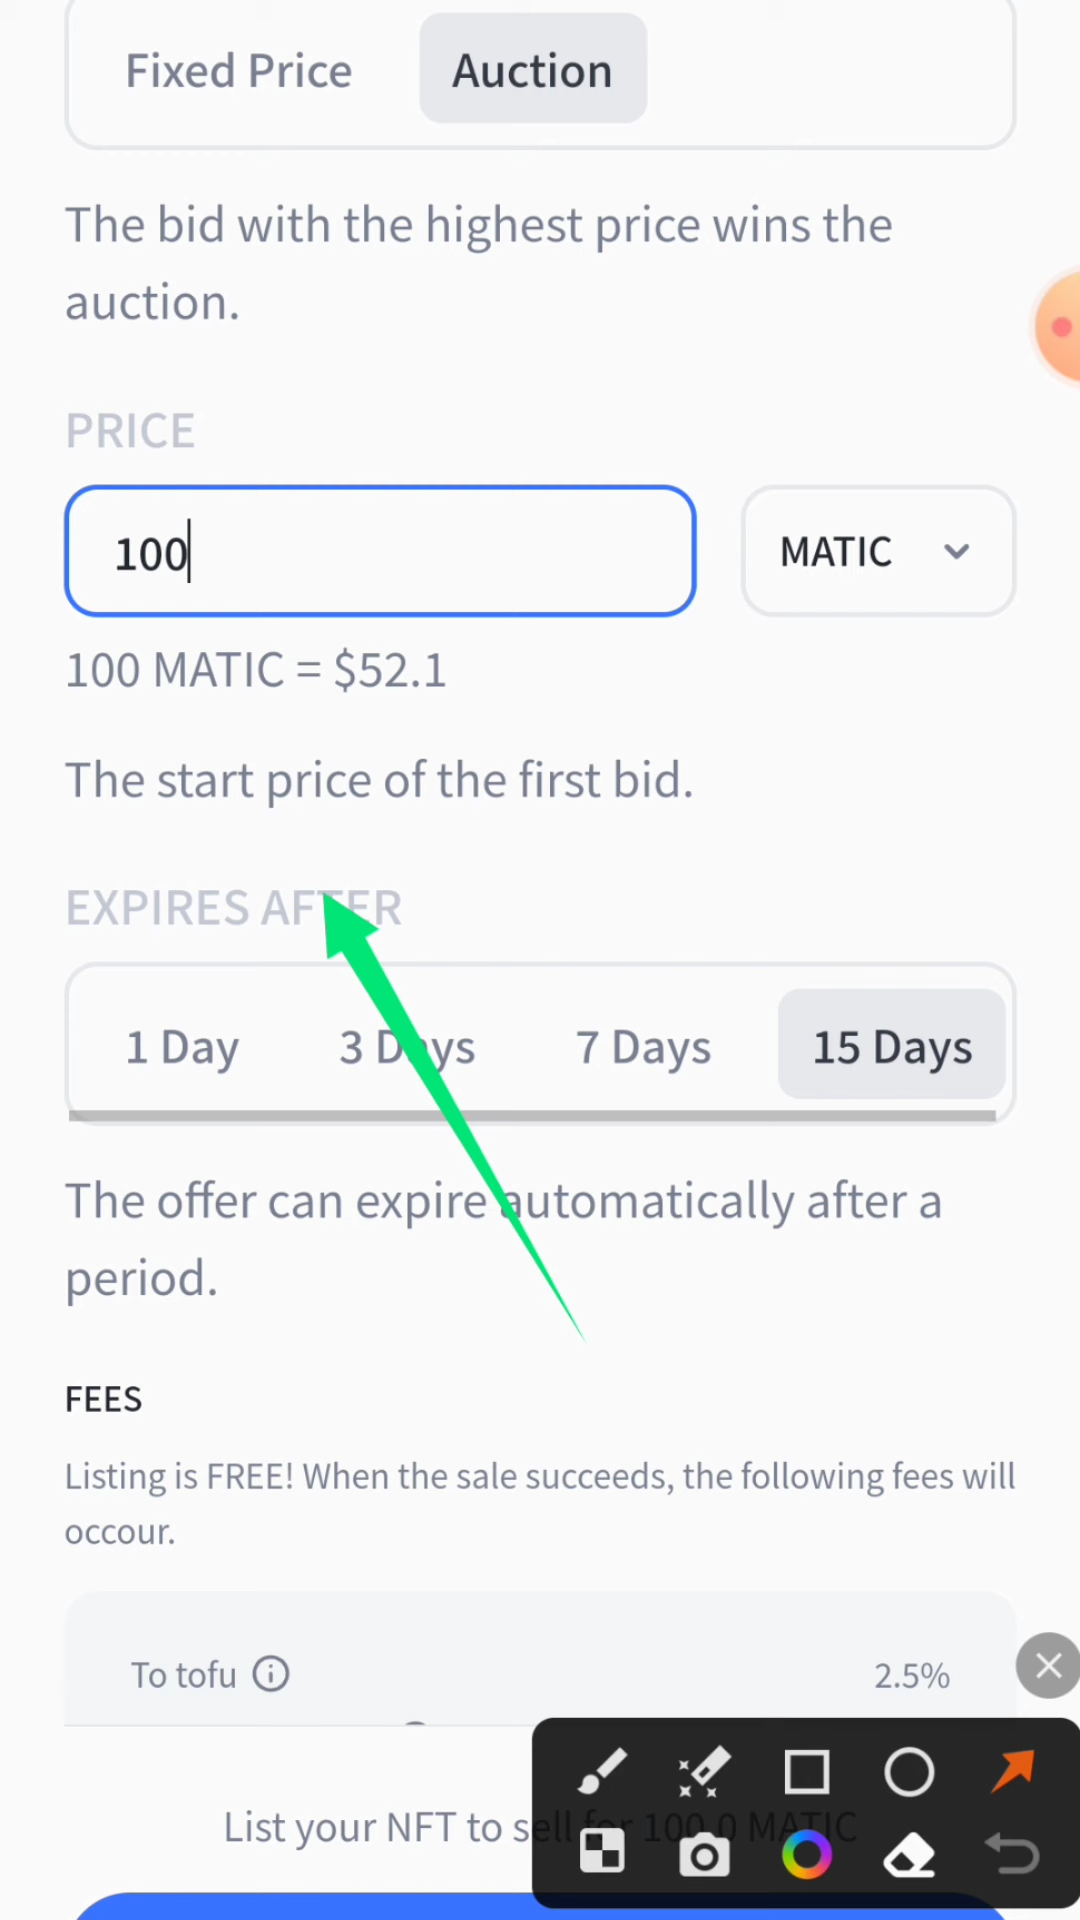 Fixed Price Auction
The bid with the highest price wins the
auction.
PRICE
100 MATIC
100 MATIC = $52.1
The start price of the first bid.
EXPIRES AFTER
1 Day 3 Days 7 Days 15 Days
The offer can expire automatically after a
period.
FEES
Listing is FREE! When the sale succeeds, the following fees will
occour.
To tofu 2.5%
List your NFT to sell for 100.0 MATIC